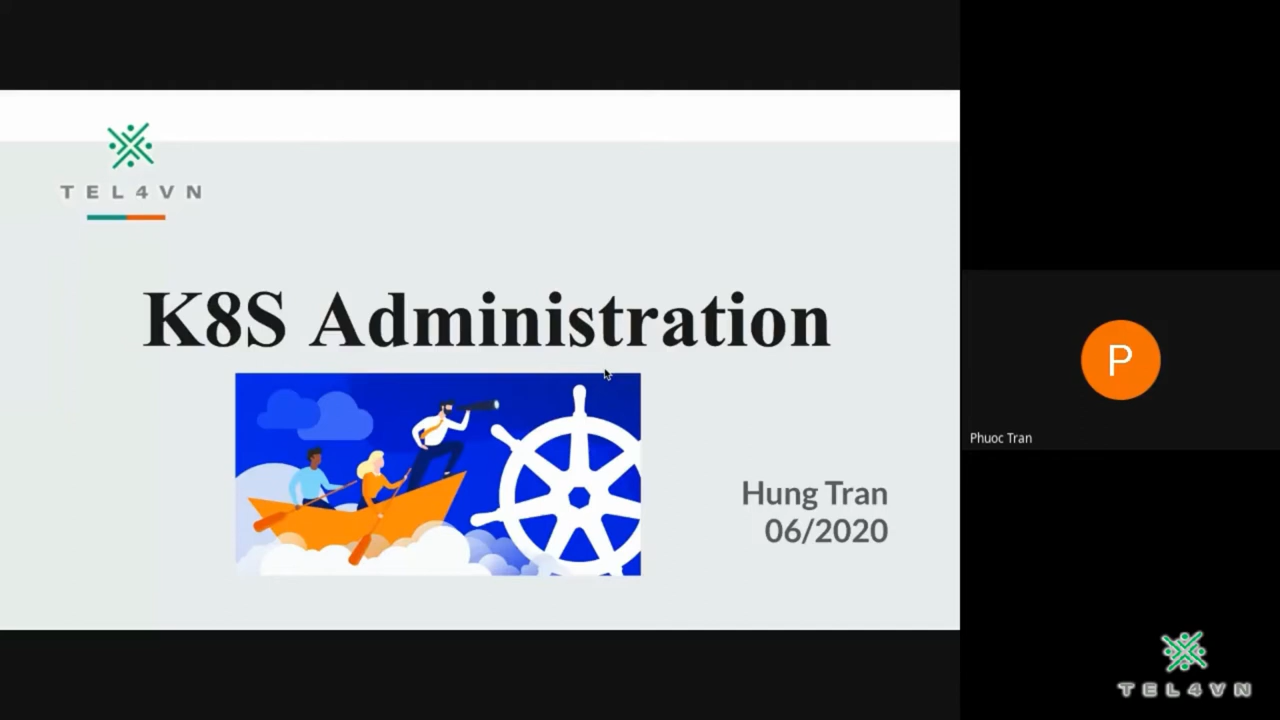 TEL4VN
K8S Administration
Hung Tran
06/2020
P
Phuoc Tran
TEL4VN